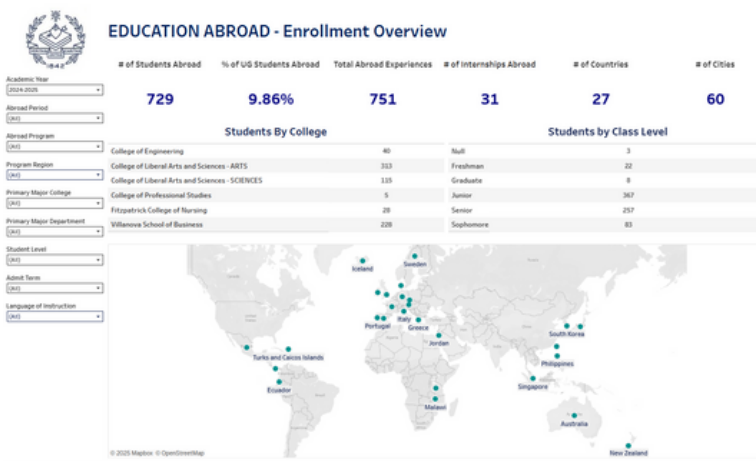 1842
EDUCATION ABROAD - Enrollment Overview
# of Students Abroad
% of UG Students Abroad
Total Abroad Experiences
# of Internships Abroad
# of Countries
# of Cities
729
9.86%
751
31
27
60
Academic Year
2024-2025
Abroad Period
(All)
Abroad Program
(All)
Program Region
(All)
Primary Major College
(All)
Primary Major Department
(All)
Student Level
(All)
Admit Term
(All)
Language of Instruction
(All)
Students By College
College of Engineering 40
College of Liberal Arts and Sciences - ARTS 313
College of Liberal Arts and Sciences - SCIENCES 115
College of Professional Studies 5
Fitzpatrick College of Nursing 28
Villanova School of Business 228
Students by Class Level
Null 3
Freshman 22
Graduate 8
Junior 367
Senior 257
Sophomore 83
Iceland
Sweden
Portugal
Italy
Greece
Jordan
South Korea
Turks and Caicos Islands
Philippines
Ecuador
Singapore
Malawi
Australia
New Zealand
© 2025 Mapbox © OpenStreetMap